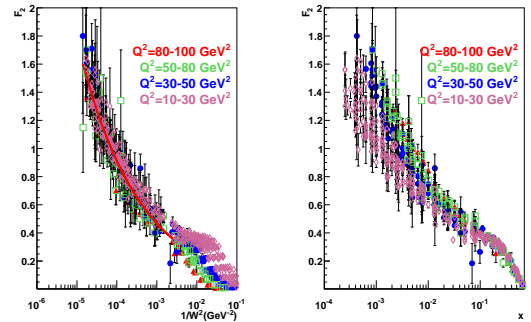 F₂
1.8
1.6
1.4
1.2
1
0.8
0.6
0.4
0.2
Q²=80-100 GeV²
Q²=50-80 GeV²
Q²=30-50 GeV²
Q²=10-30 GeV²
10⁻⁶ 10⁻⁵ 10⁻⁴ 10⁻³ 10⁻² 10⁻¹
1/W²(GeV⁻²)
F₂
2
1.8
1.6
1.4
1.2
1
0.8
0.6
0.4
0.2
Q²=80-100 GeV²
Q²=50-80 GeV²
Q²=30-50 GeV²
Q²=10-30 GeV²
10⁻⁴ 10⁻³ 10⁻² 10⁻¹
x